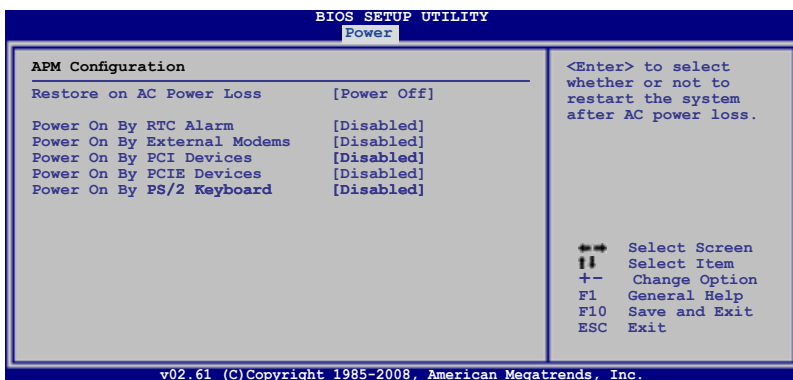 BIOS SETUP UTILITY
Power
APM Configuration
Restore on AC Power Loss [Power Off]
Power On By RTC Alarm [Disabled]
Power On By External Modems [Disabled]
Power On By PCI Devices [Disabled]
Power On By PCIE Devices [Disabled]
Power On By PS/2 Keyboard [Disabled]
<Enter> to select
whether or not to
restart the system
after AC power loss.
←→ Select Screen
↑↓ Select Item
+- Change Option
F1 General Help
F10 Save and Exit
ESC Exit
v02.61 (C)Copyright 1985-2008, American Megatrends, Inc.